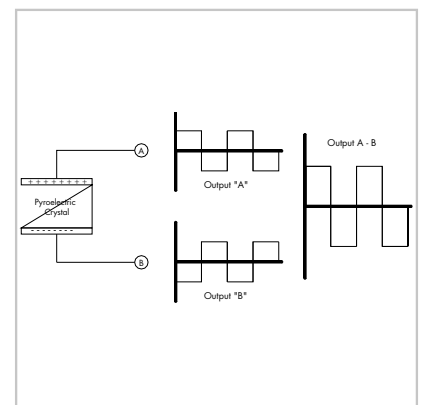 Output A - B
A
+ + + + + + + +
Output "A"
Pyroelectric
Crystal
- - - - - - -
B
Output "B"